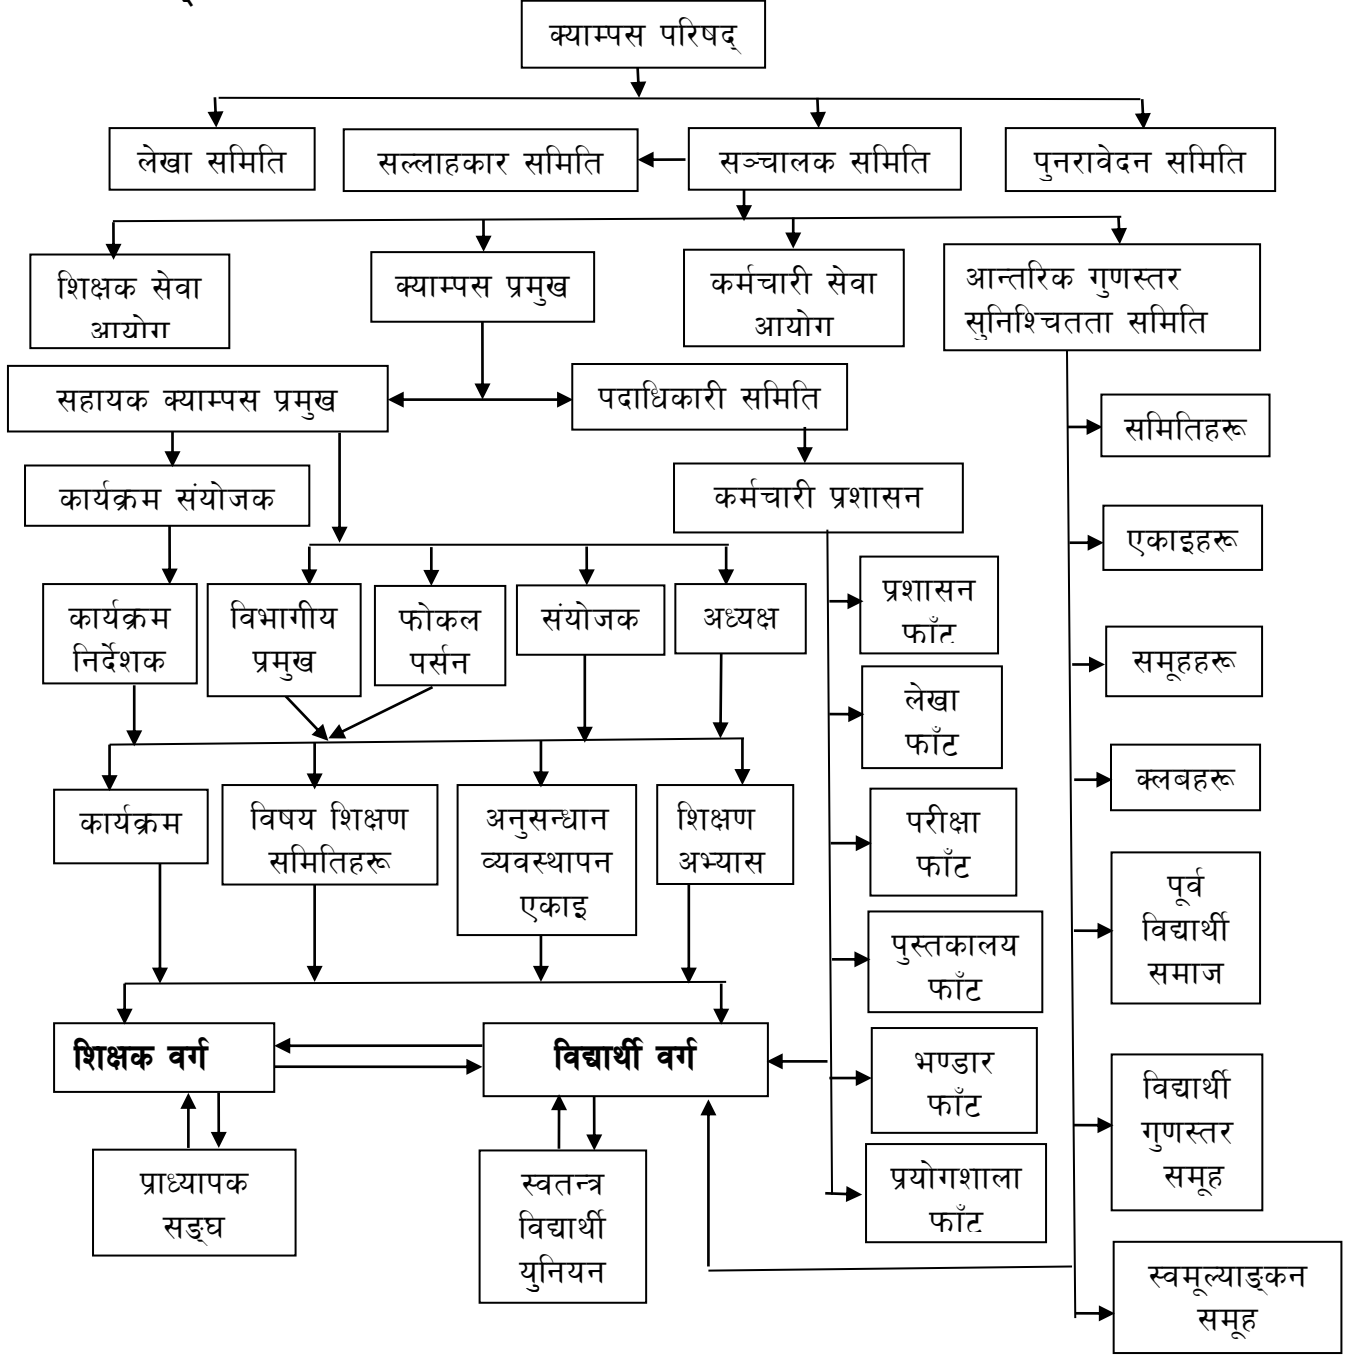 क्याम्पस परिषद्
लेखा समिति
सल्लाहकार समिति
सञ्चालक समिति
पुनरावेदन समिति
शिक्षक सेवा
आयोग
क्याम्पस प्रमुख
कर्मचारी सेवा
आयोग
आन्तरिक गुणस्तर
सुनिश्चितता समिति
सहायक क्याम्पस प्रमुख
पदाधिकारी समिति
समितिहरू
कार्यक्रम संयोजक
कर्मचारी प्रशासन
एकाइहरू
कार्यक्रम
निर्देशक
विभागीय
प्रमुख
फोकल
पर्सन
संयोजक
अध्यक्ष
प्रशासन
फाँट
समूहहरू
लेखा
फाँट
क्लबहरू
कार्यक्रम
विषय शिक्षण
समितिहरू
अनुसन्धान
व्यवस्थापन
एकाइ
शिक्षण
अभ्यास
परीक्षा
फाँट
पूर्व
विद्यार्थी
समाज
पुस्तकालय
फाँट
शिक्षक वर्ग
विद्यार्थी वर्ग
भण्डार
फाँट
विद्यार्थी
गुणस्तर
समूह
प्राध्यापक
सङ्घ
स्वतन्त्र
विद्यार्थी
युनियन
प्रयोगशाला
फाँट
स्वमूल्याङ्कन
समूह